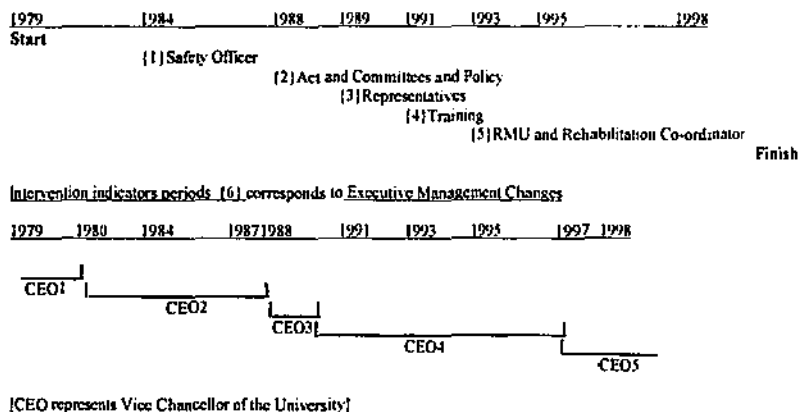 1979 1984 1988 1989 1991 1993 1995 1998
Start
{1}Safety Officer
{2}Act and Committees and Policy
{3}Representatives
{4}Training
{5}RMU and Rehabilitation Co-ordinator
Finish
Intervention indicators periods {6} corresponds to Executive Management Changes
1979 1980 1984 19871988 1991 1993 1995 1997 1998
CEO1
CEO2
CEO3
CEO4
CEO5
[CEO represents Vice Chancellor of the University]